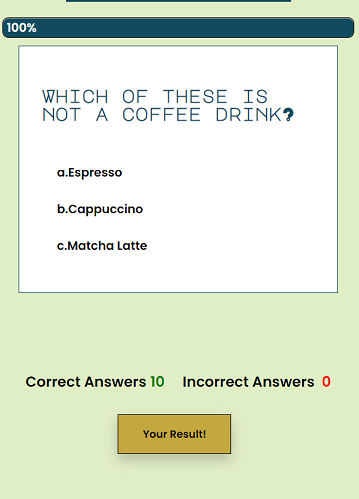 100%
WHICH OF THESE IS
NOT A COFFEE DRINK?
a.Espresso
b.Cappuccino
c.Matcha Latte
Correct Answers 10 Incorrect Answers 0
Your Result!